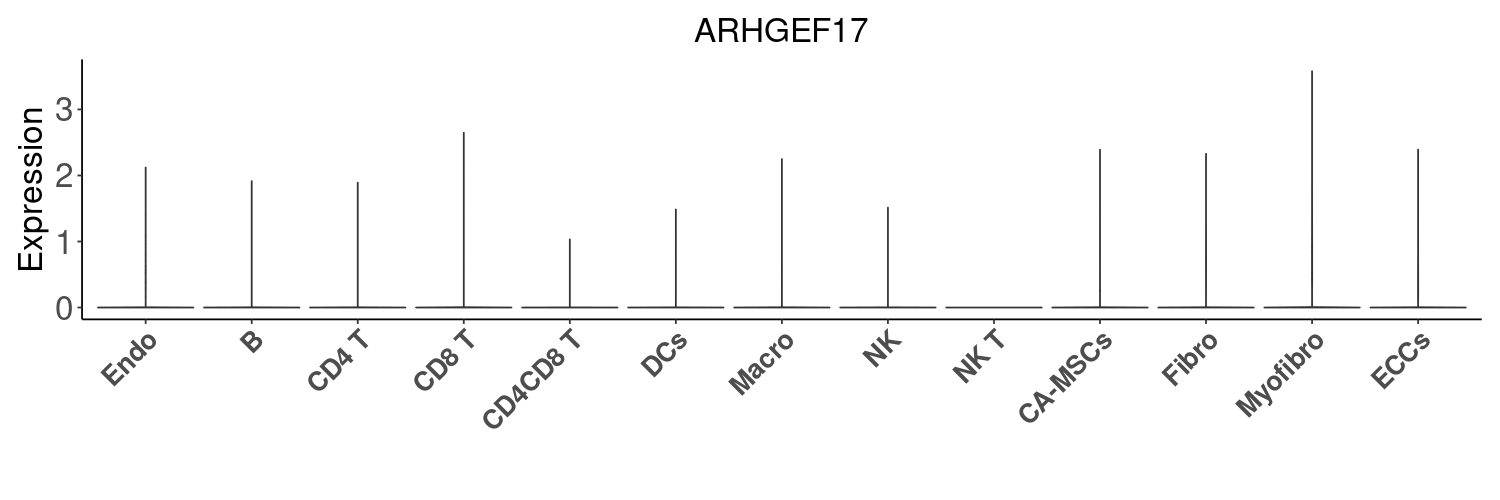 ARHGEF17
Expression
3
2
1
0
Endo
B
CD4 T
CD8 T
CD4CD8 T
DCs
Macro
NK
NK T
CA-MSCs
Fibro
Myofibro
ECCs